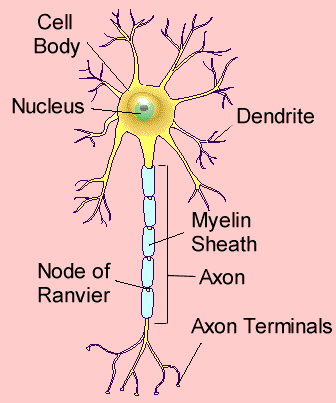 Cell
Body
Nucleus
Dendrite
Myelin
Sheath
Node of
Ranvier
Axon
Axon Terminals